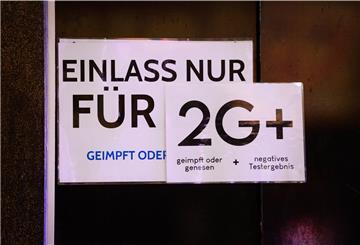 EINLASS NUR
FÜR
GEIMPFT ODER
2G+
geimpft oder
genesen
+
negatives
Testergebnis